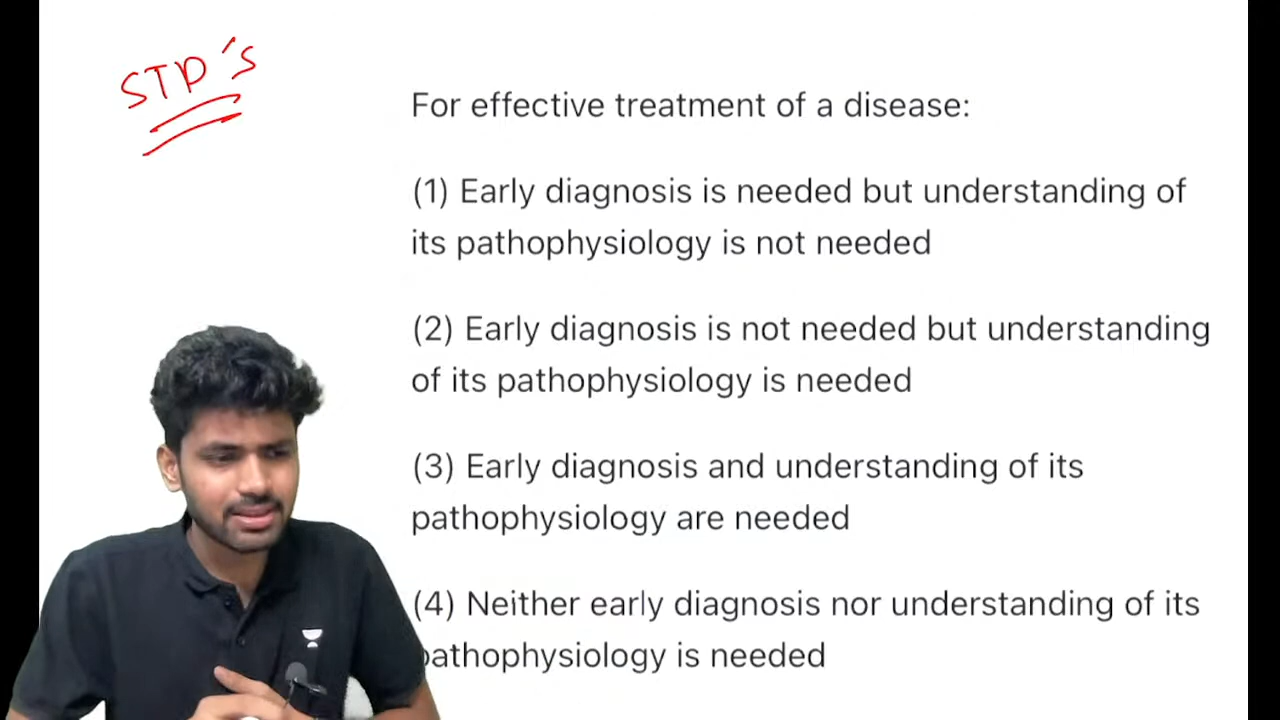 STD's
For effective treatment of a disease:
(1) Early diagnosis is needed but understanding of
its pathophysiology is not needed
(2) Early diagnosis is not needed but understanding
of its pathophysiology is needed
(3) Early diagnosis and understanding of its
pathophysiology are needed
(4) Neither early diagnosis nor understanding of its
pathophysiology is needed